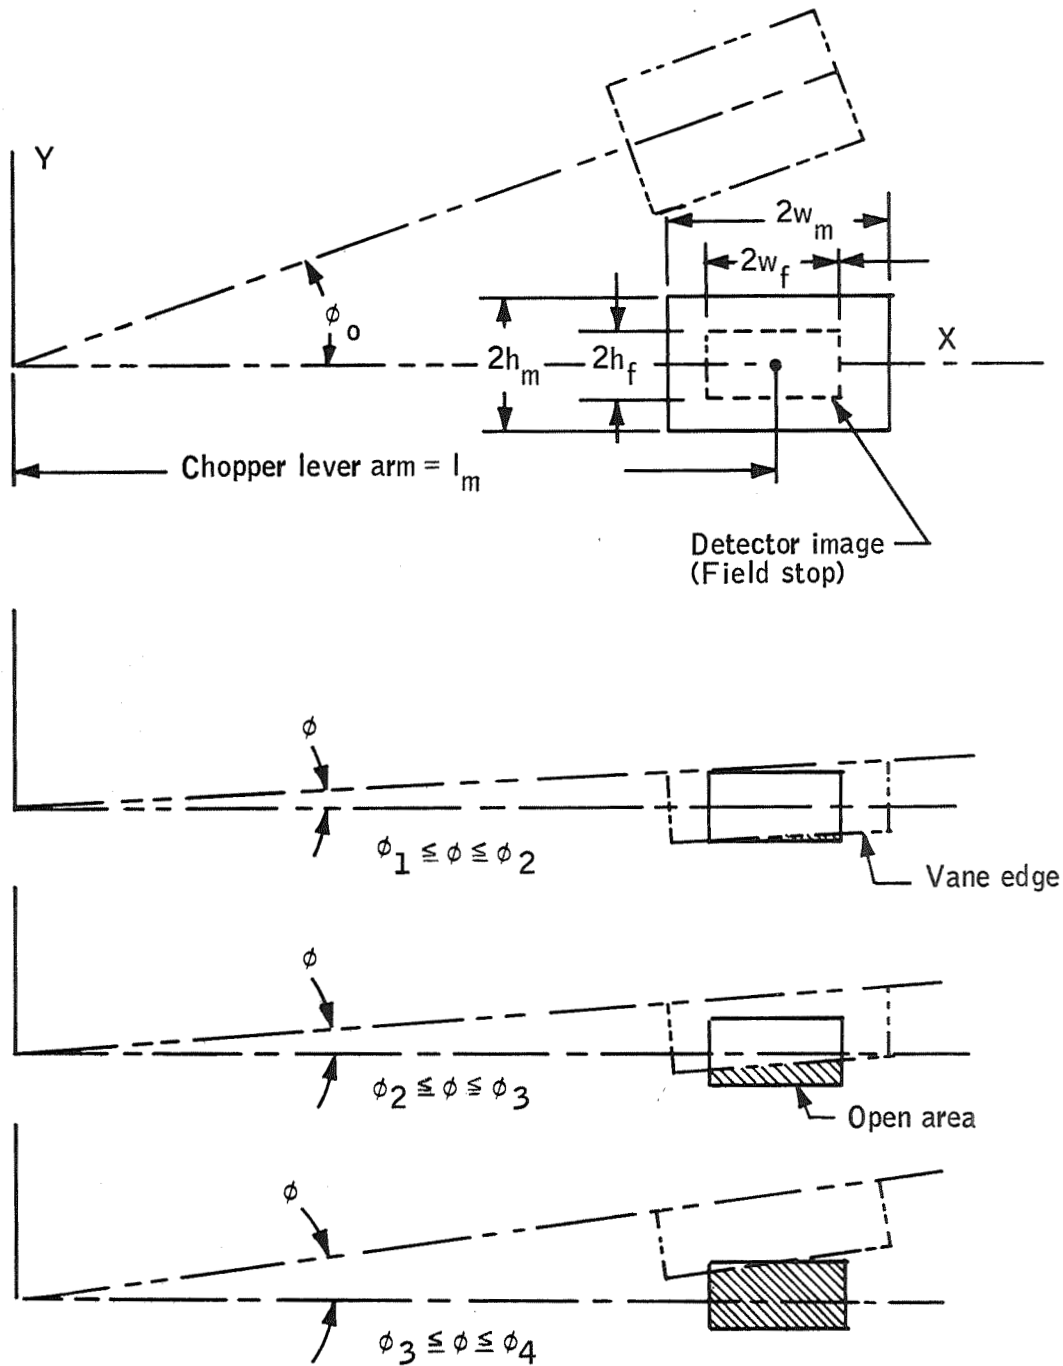 Y
2w_m
2w_f
ϕ_o
X
2h_m
2h_f
Chopper lever arm = l_m
Detector image
(Field stop)
ϕ
ϕ_1 ≤ ϕ ≤ ϕ_2
Vane edge
ϕ
ϕ_2 ≤ ϕ ≤ ϕ_3
Open area
ϕ
ϕ_3 ≤ ϕ ≤ ϕ_4